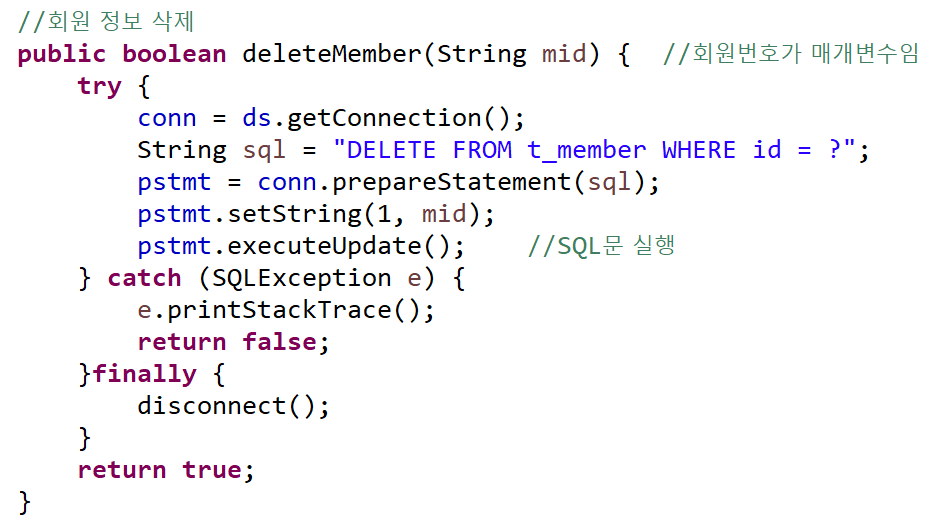 //회원 정보 삭제
public boolean deleteMember(String mid) {  //회원번호가 매개변수임
    try {
        conn = ds.getConnection();
        String sql = "DELETE FROM t_member WHERE id = ?";
        pstmt = conn.prepareStatement(sql);
        pstmt.setString(1, mid);
        pstmt.executeUpdate();    //SQL문 실행
    } catch (SQLException e) {
        e.printStackTrace();
        return false;
    }finally {
        disconnect();
    }
    return true;
}